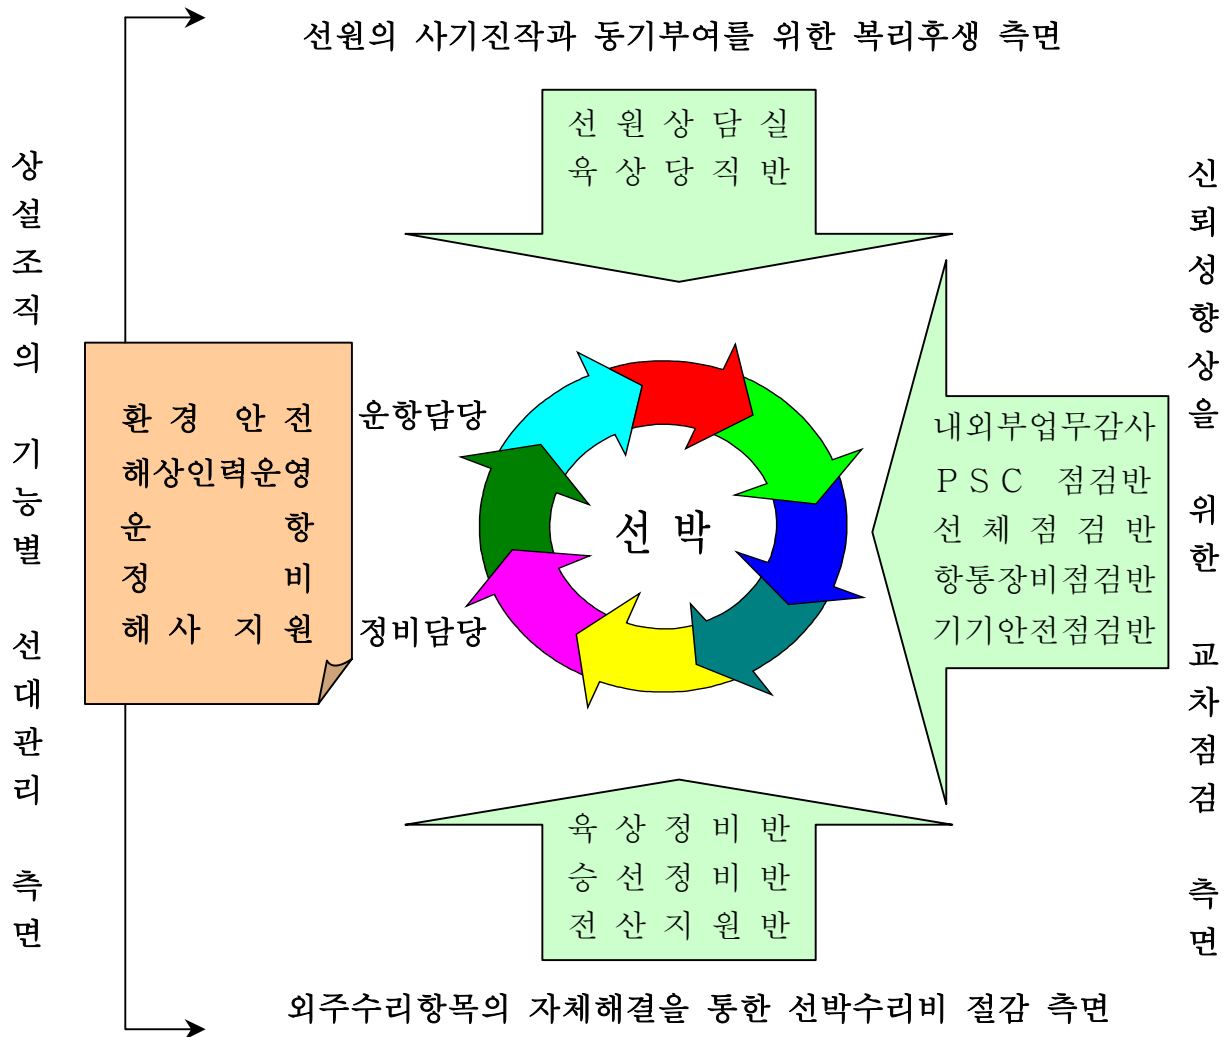 선원의 사기진작과 동기부여를 위한 복리후생 측면
선 원 상 담 실
육 상 당 직 반
상설조직의 기능별 선대관리 측면
환 경 안 전
해상인력운영
운 항
정 비
해 사 지 원
운항담당
정비담당
선 박
내외부업무감사
PSC 점검반
선 체 점 검 반
항통장비점검반
기기안전점검반
신뢰성향상을 위한 교차점검 측면
육 상 정 비 반
승 선 정 비 반
전 산 지 원 반
외주수리항목의 자체해결을 통한 선박수리비 절감 측면